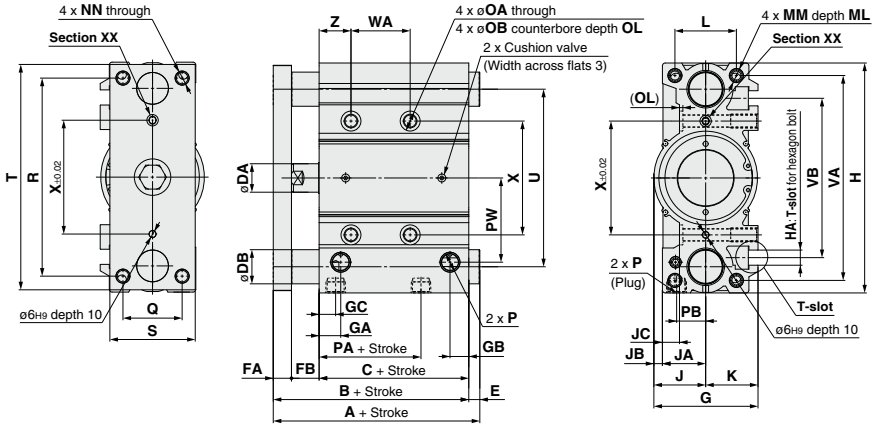 4 x NN through
Section XX
T
R
X±0.02
Q
S
ø6H9 depth 10
Z
WA
4 x øOA through
4 x øOB counterbore depth OL
2 x Cushion valve
(Width across flats 3)
øDA
øDB
PW
X
U
GC
GA
2 x P
PA + Stroke
GB
FA
FB
C + Stroke
B + Stroke
E
A + Stroke
L
4 x MM depth ML
Section XX
(OL)
X±0.02
HA: T-slot for hexagon bolt
VB
VA
H
2 x P
(Plug)
T-slot
PB
JC
ø6H9 depth 10
JB
JA
J
K
G